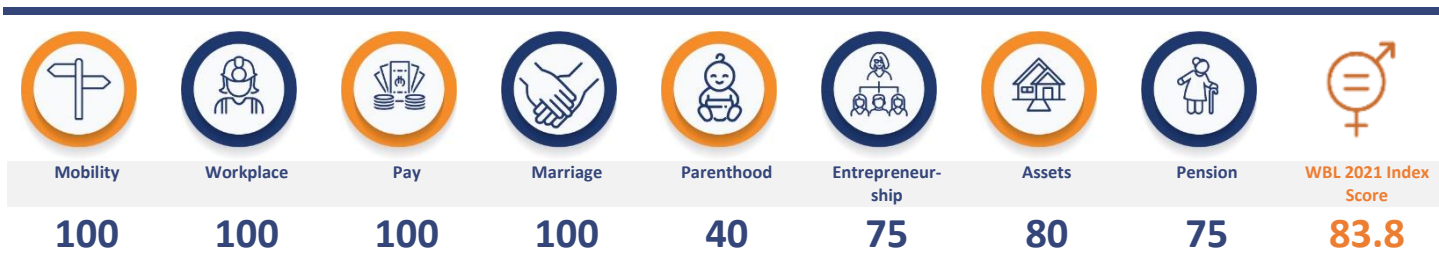 Mobility
Workplace
Pay
Marriage
Parenthood
Entrepreneur-
ship
Assets
Pension
WBL 2021 Index
Score
100
100
100
100
40
75
80
75
83.8